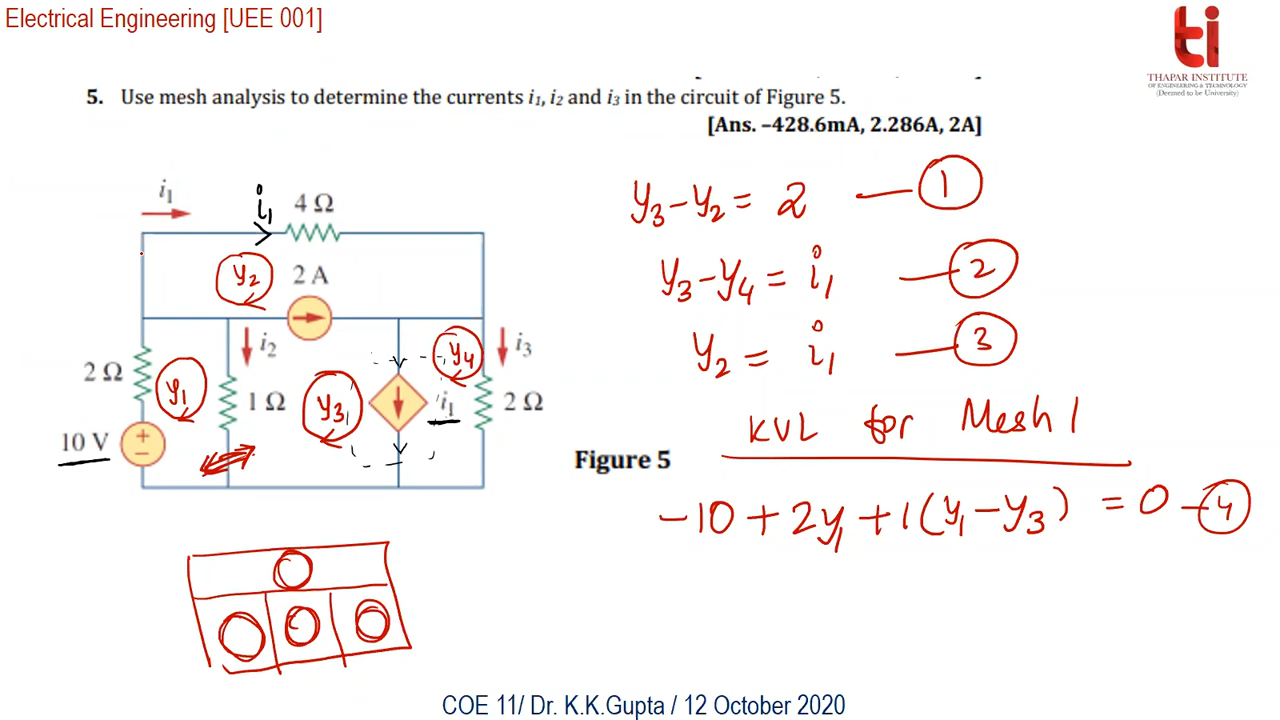 Electrical Engineering [UEE 001]
ti
THAPAR INSTITUTE
OF ENGINEERING & TECHNOLOGY
(Deemed to be University)
5. Use mesh analysis to determine the currents i₁, i₂ and i₃ in the circuit of Figure 5.
[Ans. –428.6mA, 2.286A, 2A]
i₁
i₁
4 Ω
y₂
2 A
i₂
i₃
2 Ω
y₁
1 Ω
y₃
i₁
y₄
2 Ω
10 V
+
−
Figure 5
y₃ − y₂ = 2 — 1
y₃ − y₄ = i₁ — 2
y₂ = i₁ — 3
KVL for Mesh 1
−10 + 2y₁ + 1(y₁ − y₃) = 0 — 4
COE 11/ Dr. K.K.Gupta / 12 October 2020